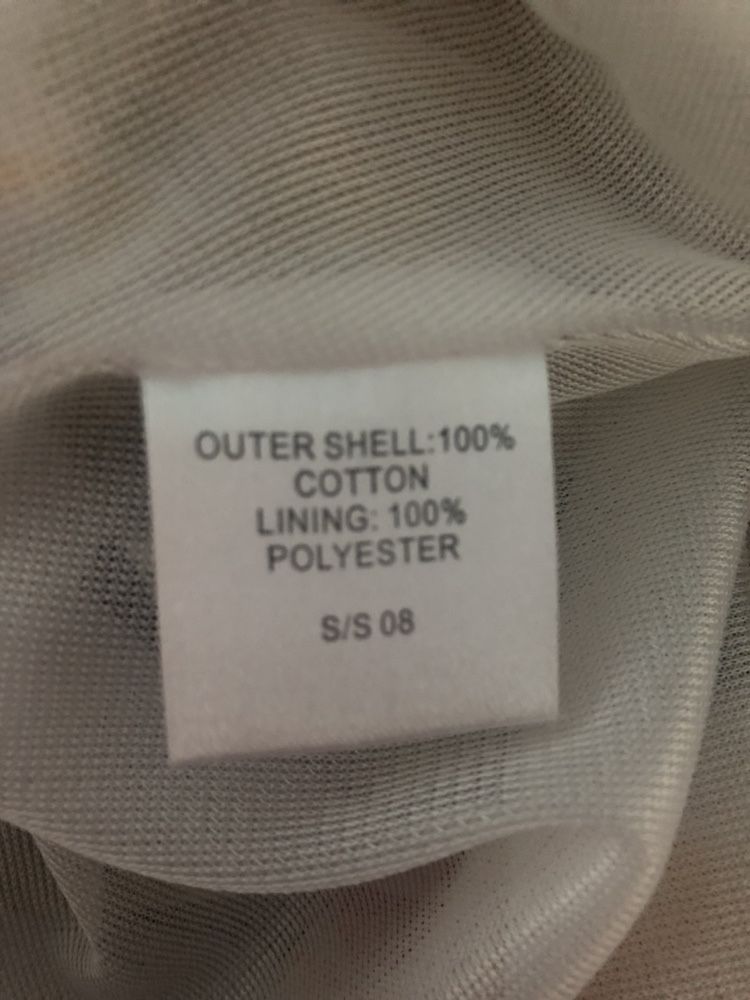 OUTER SHELL:100%
COTTON
LINING: 100%
POLYESTER
S/S 08